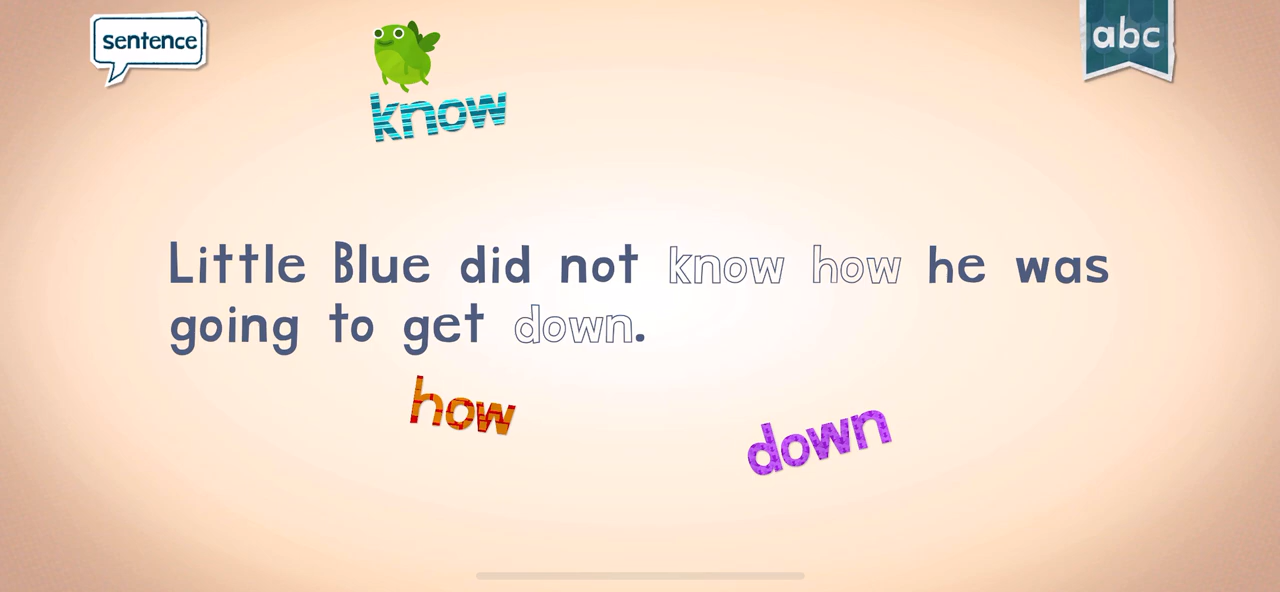 sentence
abc
know
Little Blue did not know how he was
going to get down.
how
down